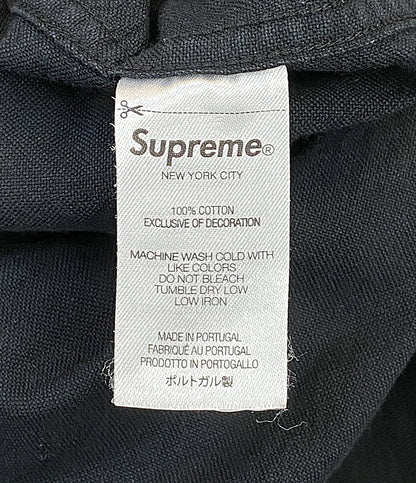 Supreme®
NEW YORK CITY
100% COTTON
EXCLUSIVE OF DECORATION
MACHINE WASH COLD WITH
LIKE COLORS
DO NOT BLEACH
TUMBLE DRY LOW
LOW IRON
MADE IN PORTUGAL
FABRIQUÉ AU PORTUGAL
PRODOTTO IN PORTOGALLO
ポルトガル製